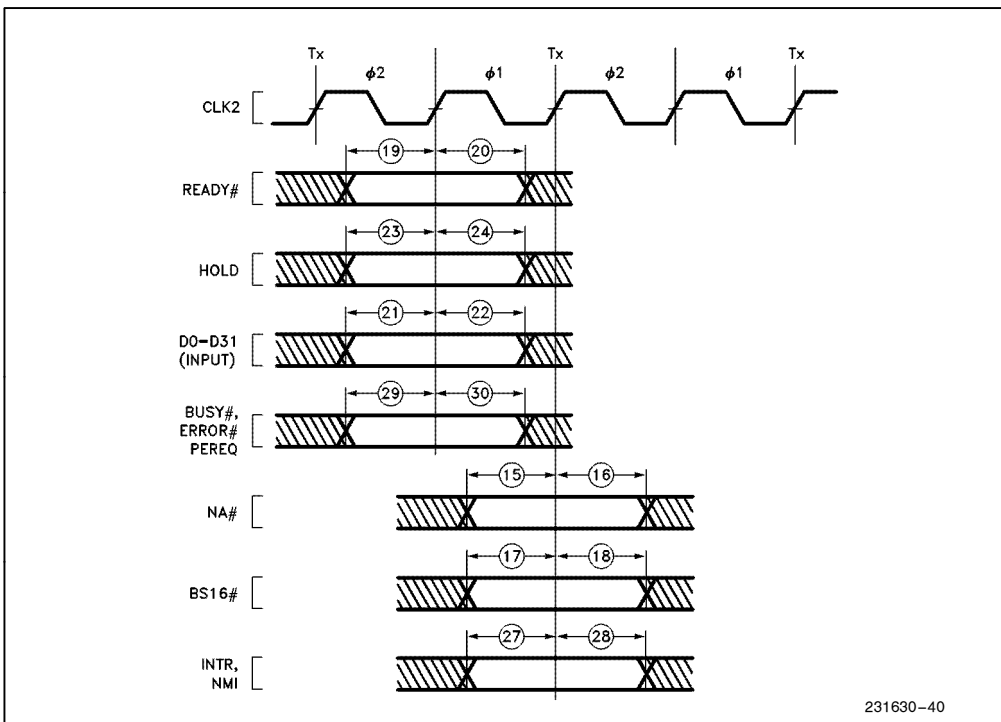 Tx Tx Tx
φ2 φ1 φ2 φ1
CLK2
19 20
READY#
23 24
HOLD
21 22
D0–D31
(INPUT)
29 30
BUSY#,
ERROR#
PEREQ
15 16
NA#
17 18
BS16#
27 28
INTR,
NMI
231630–40